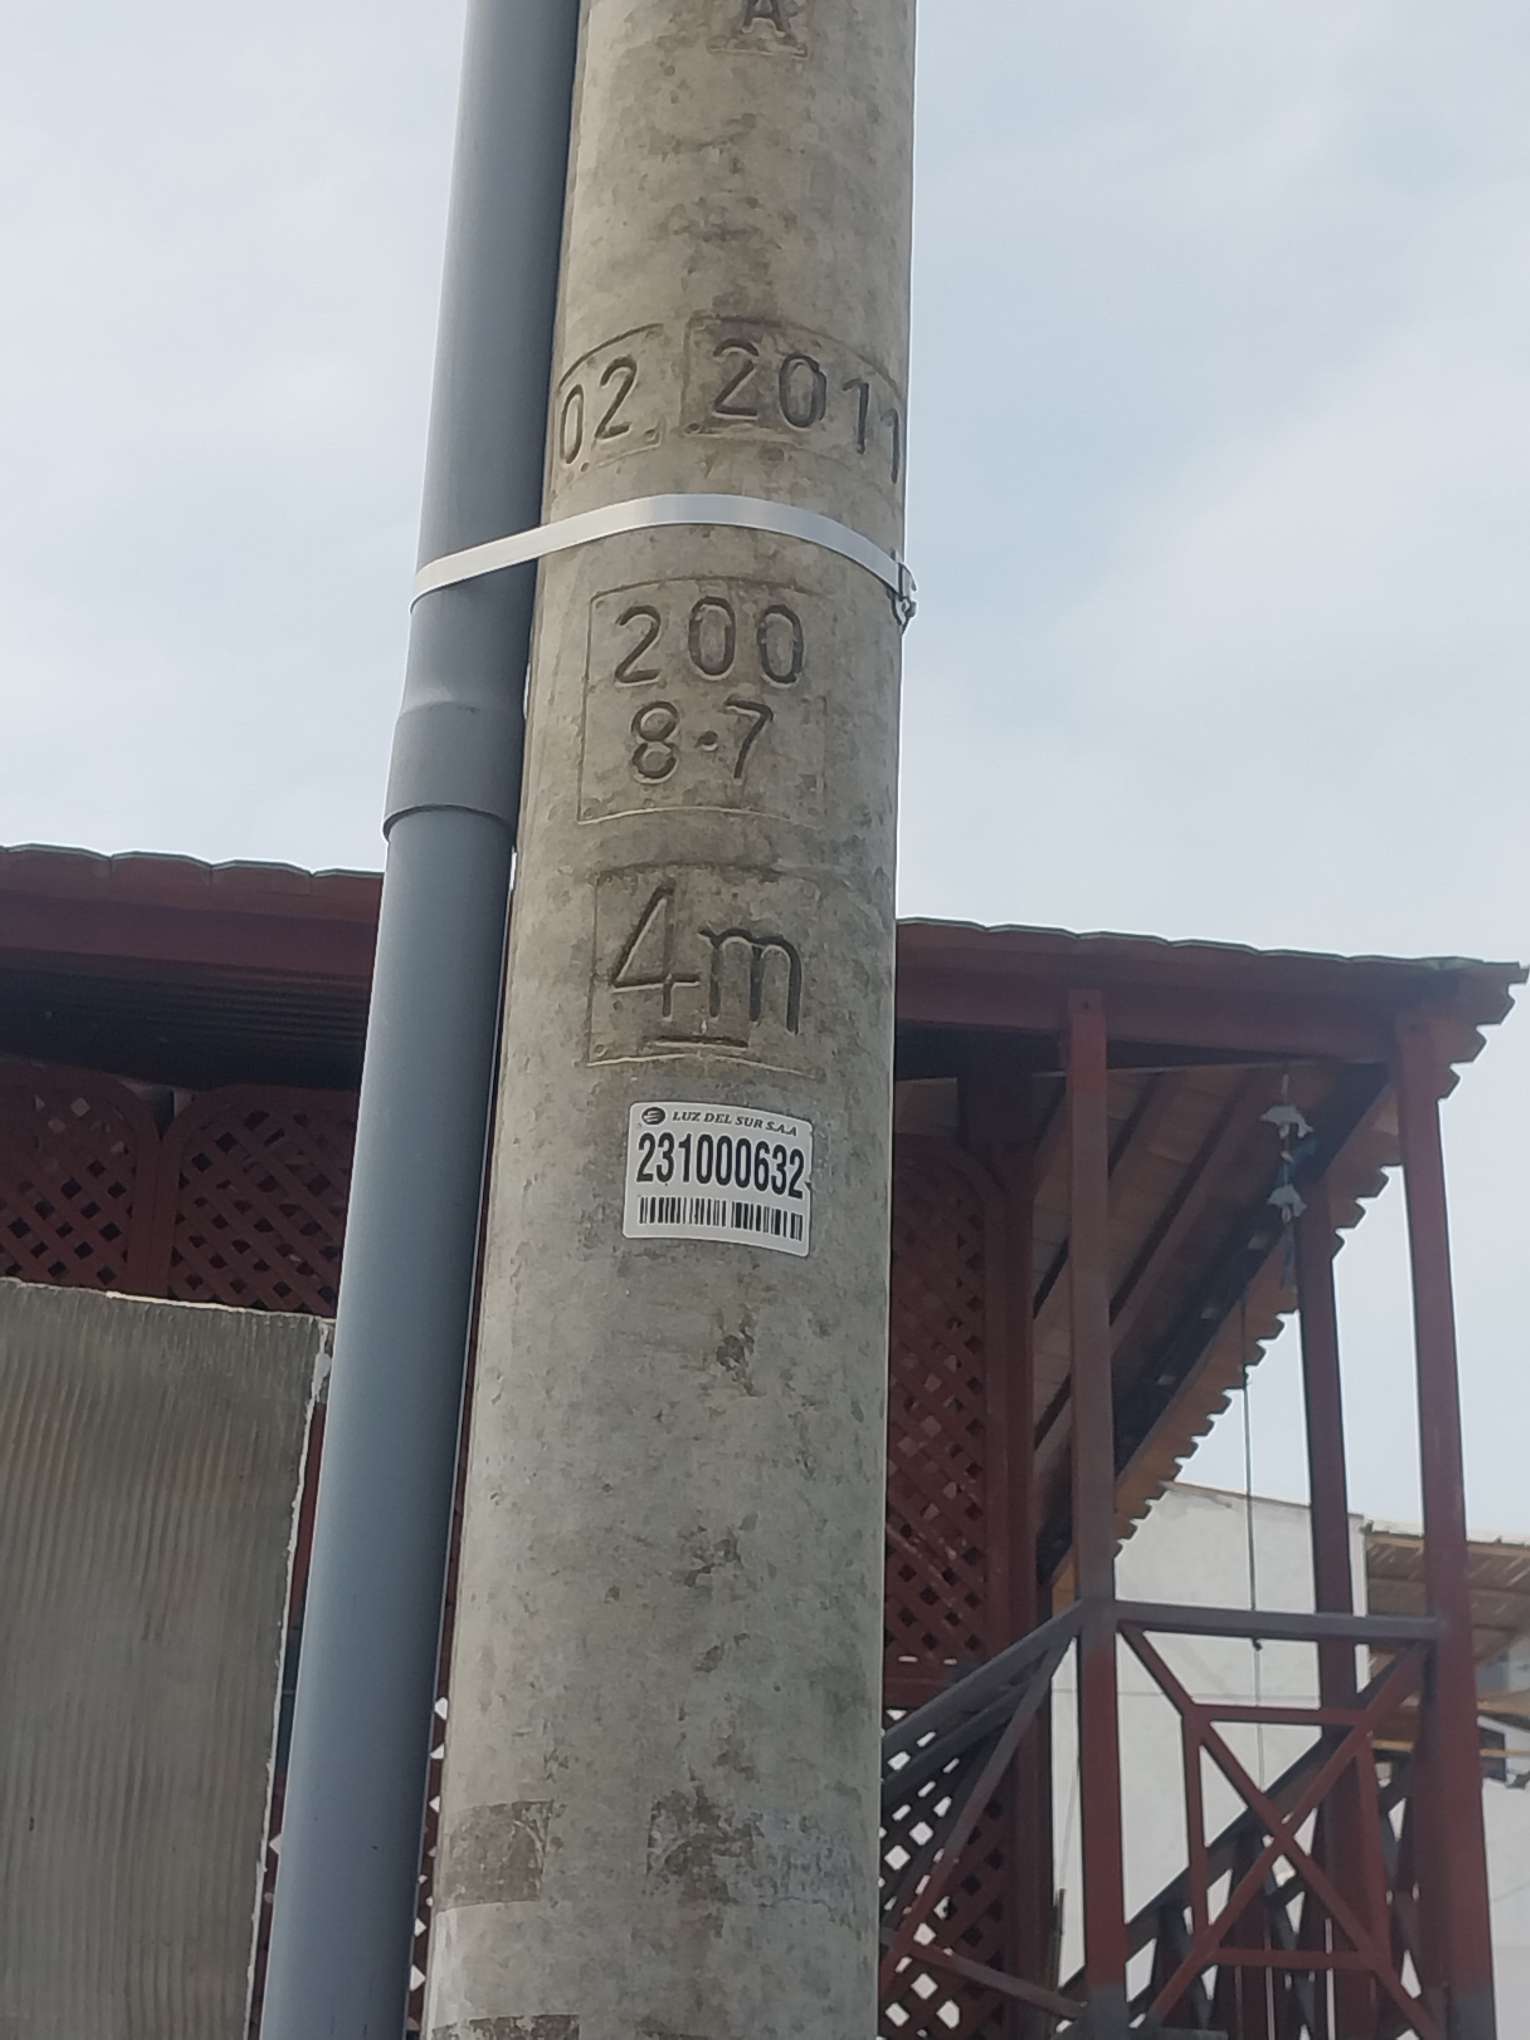 A
02 2011
200
8·7
4m
LUZ DEL SUR S.A.A
231000632